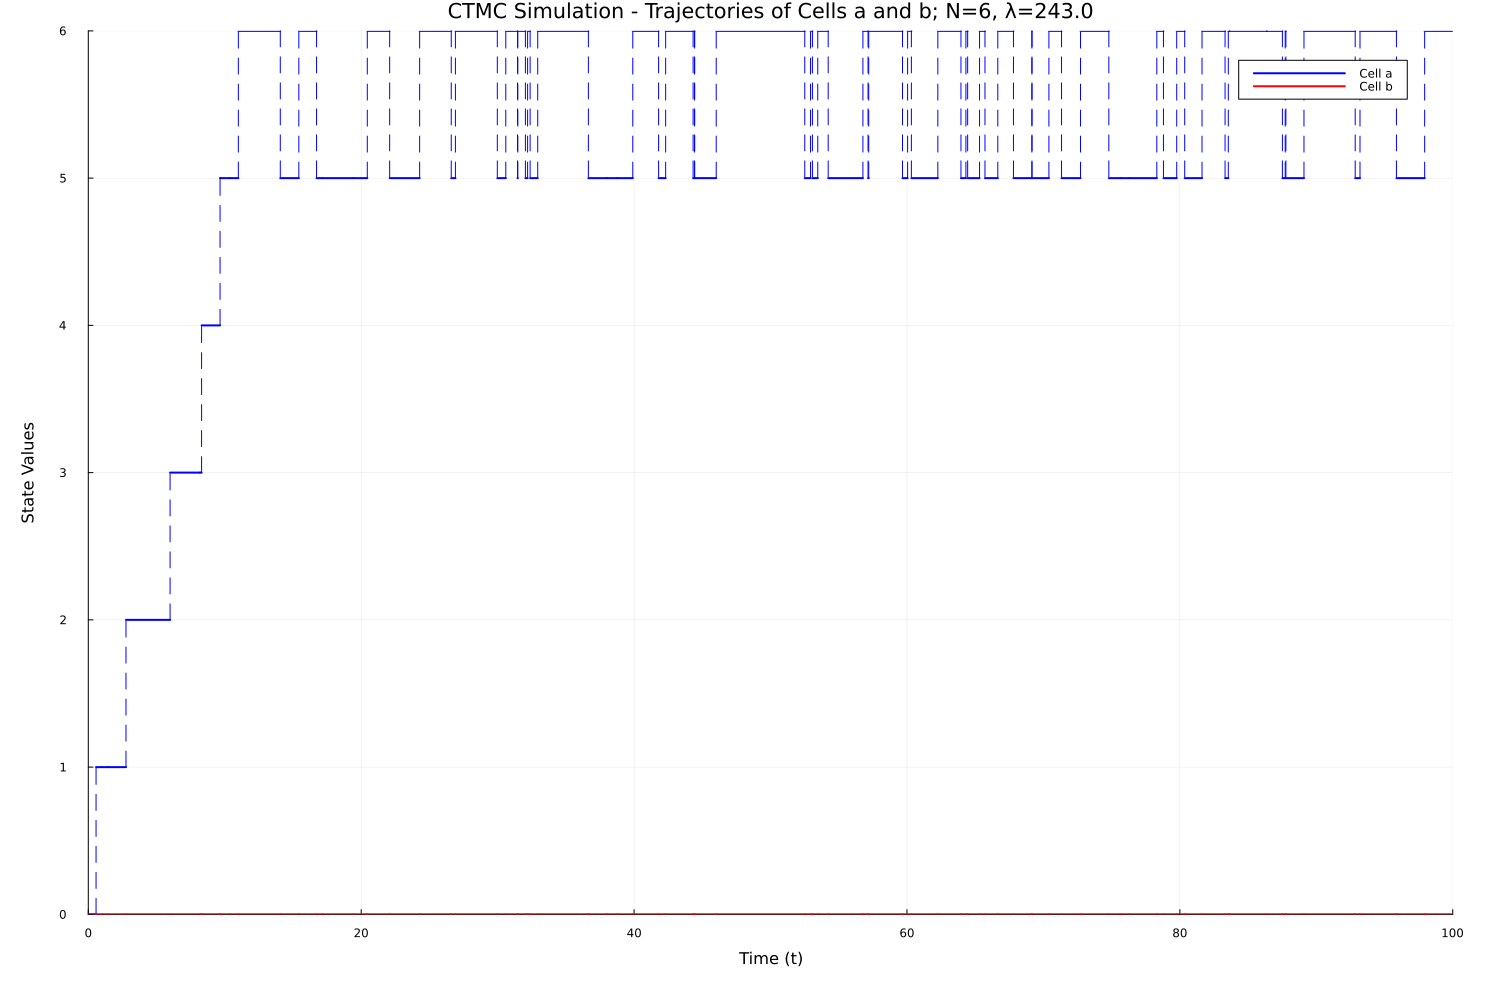 CTMC Simulation - Trajectories of Cells a and b; N=6, λ=243.0
6
5
4
3
2
1
0
State Values
Cell a
Cell b
0 20 40 60 80 100
Time (t)